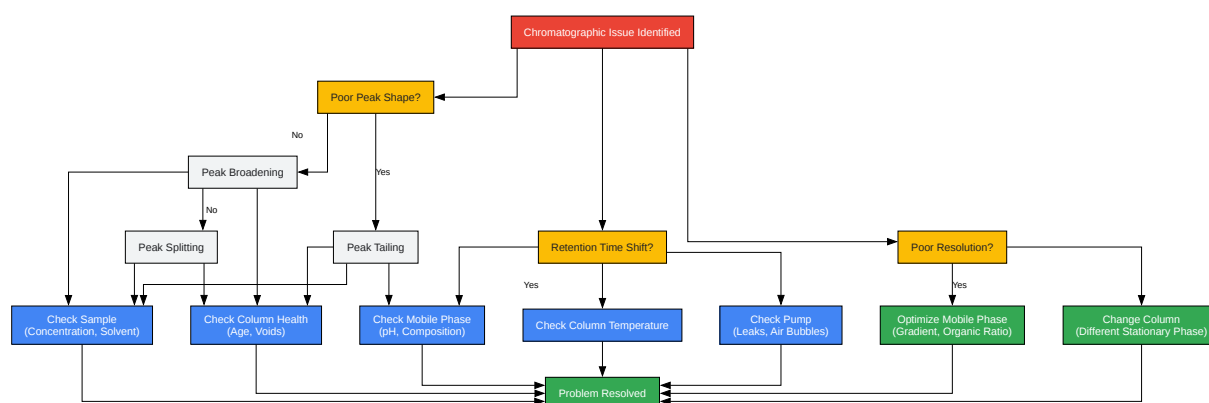 Chromatographic Issue Identified
Poor Peak Shape?
No
Peak Broadening
Yes
No
Peak Splitting
Peak Tailing
Retention Time Shift?
Poor Resolution?
Yes
Yes
Check Sample
(Concentration, Solvent)
Check Column Health
(Age, Voids)
Check Mobile Phase
(pH, Composition)
Check Column Temperature
Check Pump
(Leaks, Air Bubbles)
Optimize Mobile Phase
(Gradient, Organic Ratio)
Change Column
(Different Stationary Phase)
Problem Resolved